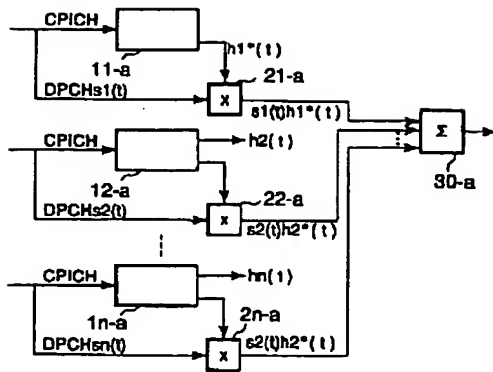 CPICH
h1*(t)
11-a
21-a
DPCHs1(t)
X
s1(t)h1*(t)
Σ
30-a
CPICH
h2(t)
12-a
22-a
DPCHs2(t)
X
s2(t)h2*(t)
CPICH
hn(t)
1n-a
2n-a
DPCHsn(t)
X
s2(t)h2*(t)